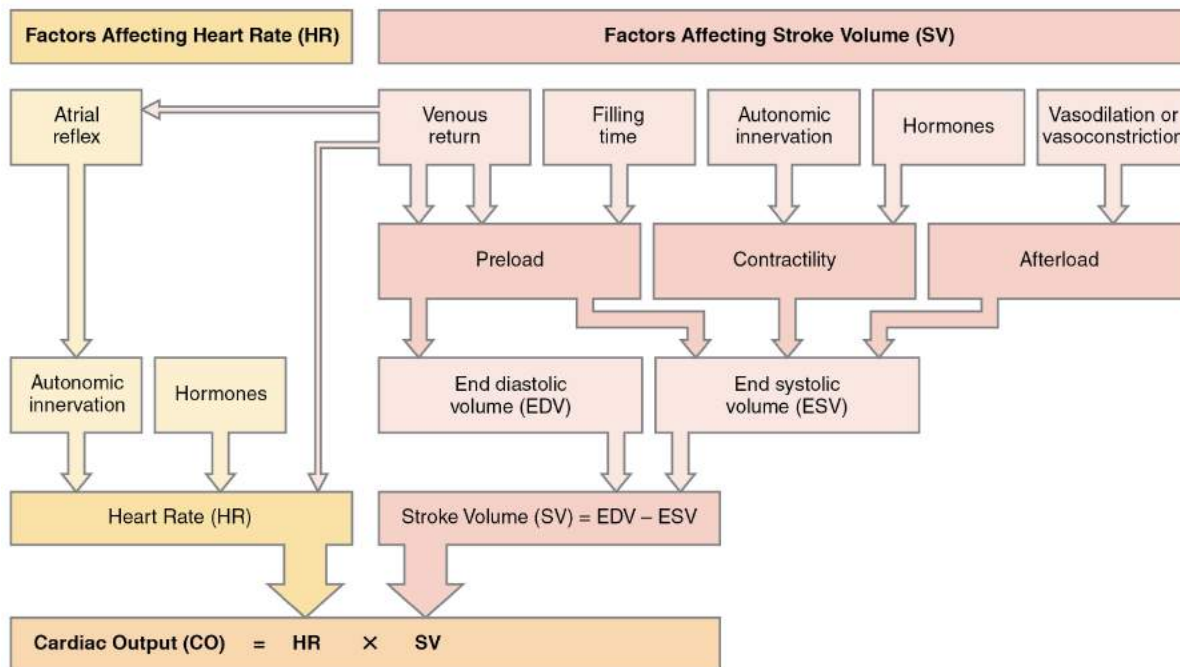 Factors Affecting Heart Rate (HR)
Factors Affecting Stroke Volume (SV)
Atrial
reflex
Venous
return
Filling
time
Autonomic
innervation
Hormones
Vasodilation or
vasoconstriction
Preload
Contractility
Afterload
Autonomic
innervation
Hormones
End diastolic
volume (EDV)
End systolic
volume (ESV)
Heart Rate (HR)
Stroke Volume (SV) = EDV – ESV
Cardiac Output (CO) = HR × SV